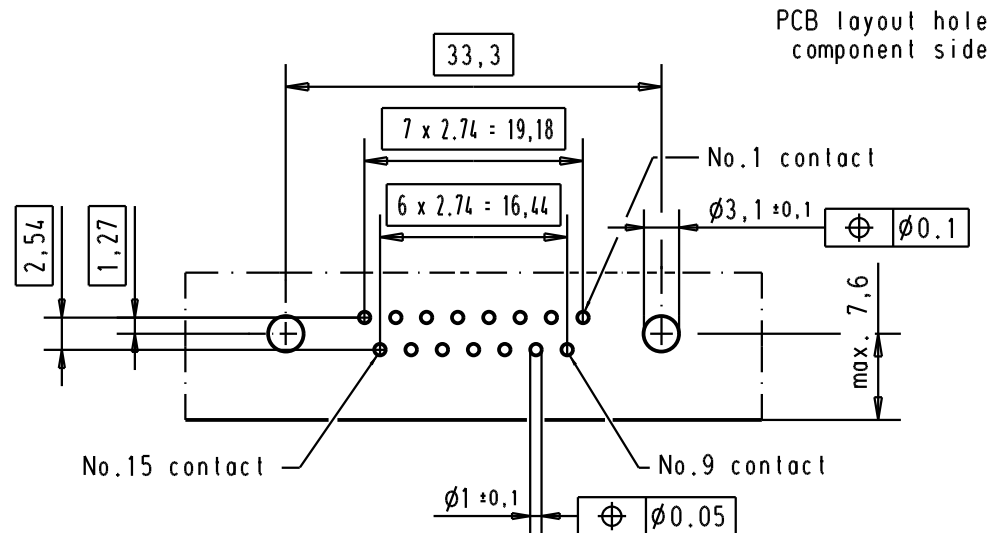 PCB layout hole
component side
33,3
7 x 2.74 = 19,18
No.1 contact
6 x 2.74 = 16,44
Ø3,1 ±0,1
Ø0.1
2,54
1,27
max. 7,6
No.15 contact
No.9 contact
Ø1 ±0,1
Ø0.05